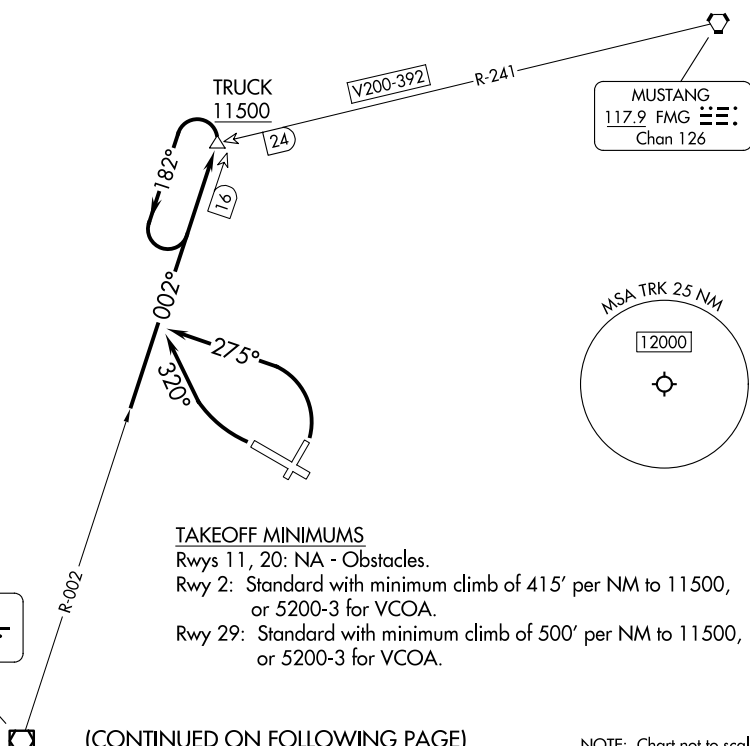 TRUCK
11500
V200-392
R-241
MUSTANG
117.9 FMG
Chan 126
24
182°
16
002°
275°
320°
MSA TRK 25 NM
12000
TAKEOFF MINIMUMS
Rwys 11, 20: NA - Obstacles.
Rwy 2: Standard with minimum climb of 415' per NM to 11500,
or 5200-3 for VCOA.
Rwy 29: Standard with minimum climb of 500' per NM to 11500,
or 5200-3 for VCOA.
R-002
(CONTINUED ON FOLLOWING PAGE)
NOTE: Chart not to